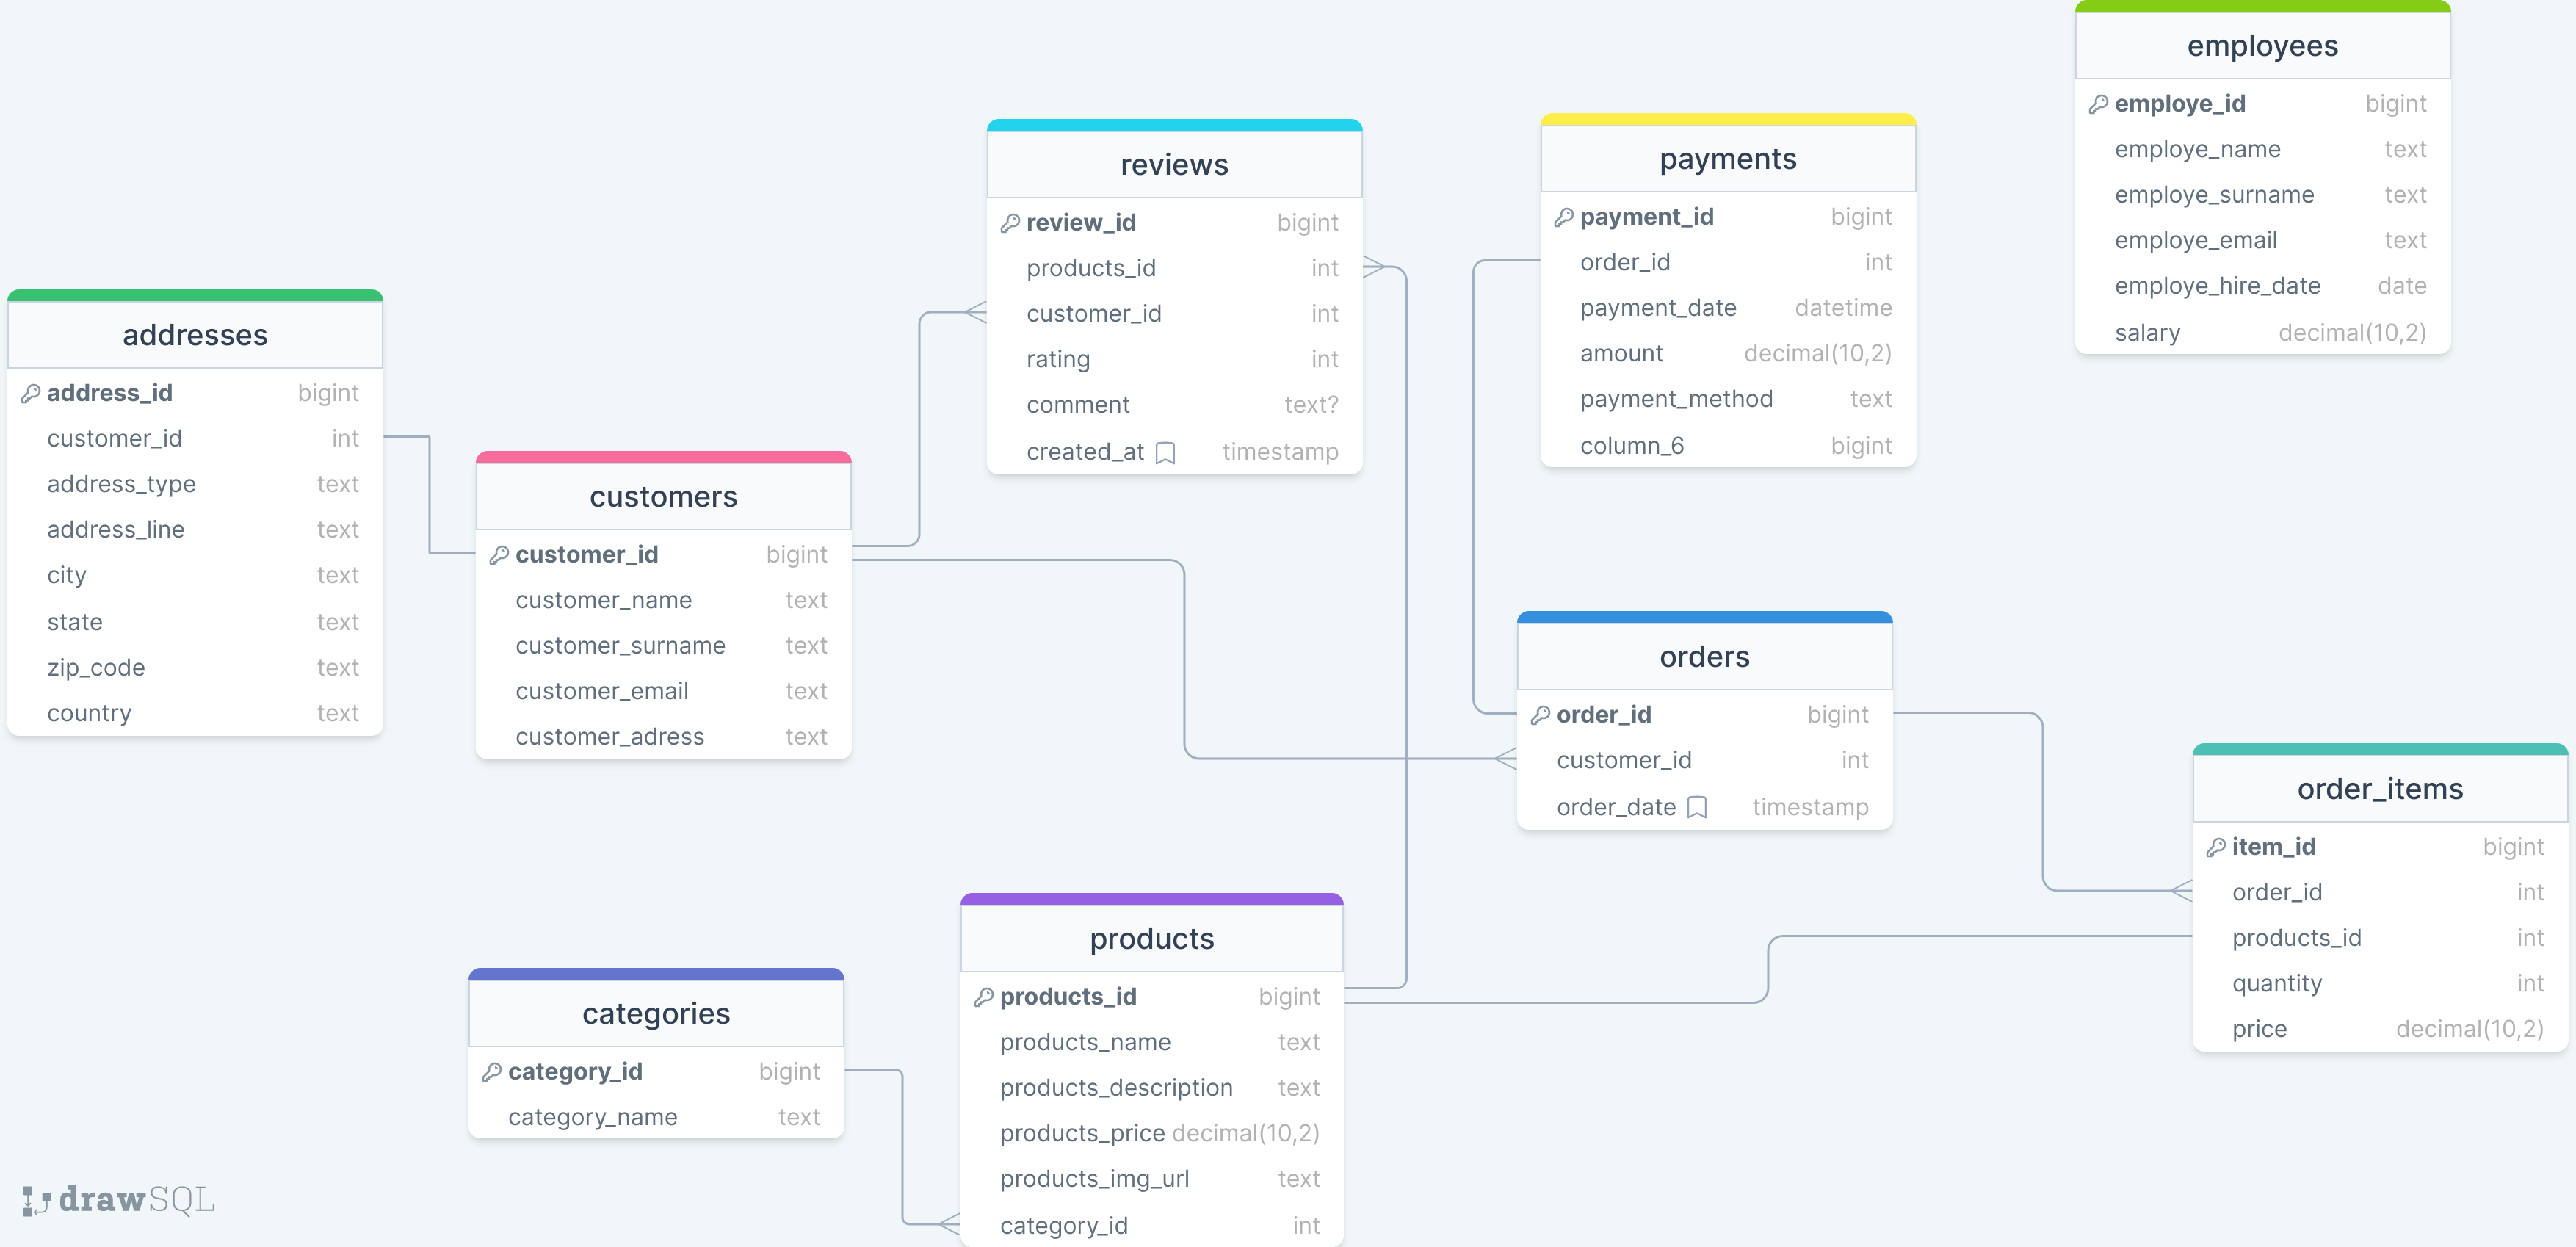 employees
employe_id bigint
employe_name text
employe_surname text
employe_email text
employe_hire_date date
salary decimal(10,2)
reviews
review_id bigint
products_id int
customer_id int
rating int
comment text?
created_at timestamp
payments
payment_id bigint
order_id int
payment_date datetime
amount decimal(10,2)
payment_method text
column_6 bigint
addresses
address_id bigint
customer_id int
address_type text
address_line text
city text
state text
zip_code text
country text
customers
customer_id bigint
customer_name text
customer_surname text
customer_email text
customer_adress text
orders
order_id bigint
customer_id int
order_date timestamp
order_items
item_id bigint
order_id int
products_id int
quantity int
price decimal(10,2)
categories
category_id bigint
category_name text
products
products_id bigint
products_name text
products_description text
products_price decimal(10,2)
products_img_url text
category_id int
drawSQL